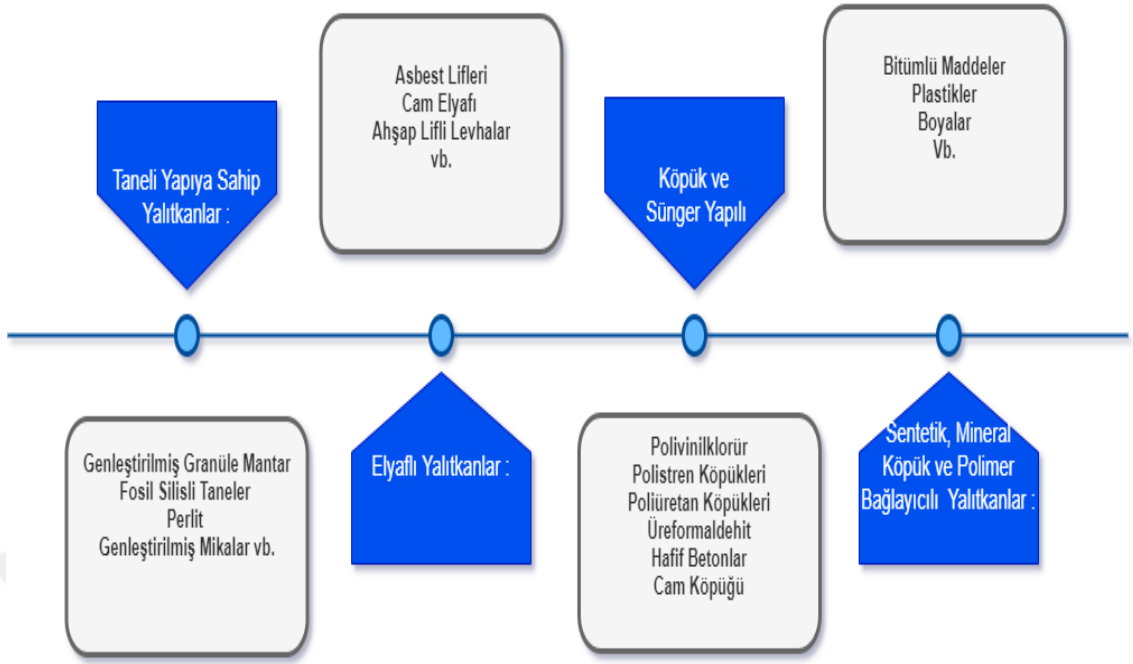 Taneli Yapıya Sahip
Yalıtkanlar :
Genleştirilmiş Granüle Mantar
Fosil Silisli Taneler
Perlit
Genleştirilmiş Mikalar vb.
Asbest Lifleri
Cam Elyafı
Ahşap Lifli Levhalar
vb.
Elyaflı Yalıtkanlar :
Köpük ve
Sünger Yapılı
Polivinilklorür
Polistren Köpükleri
Poliüretan Köpükleri
Üreformaldehit
Hafif Betonlar
Cam Köpüğü
Bitümlü Maddeler
Plastikler
Boyalar
Vb.
Sentetik, Mineral
Köpük ve Polimer
Bağlayıcılı Yalıtkanlar :